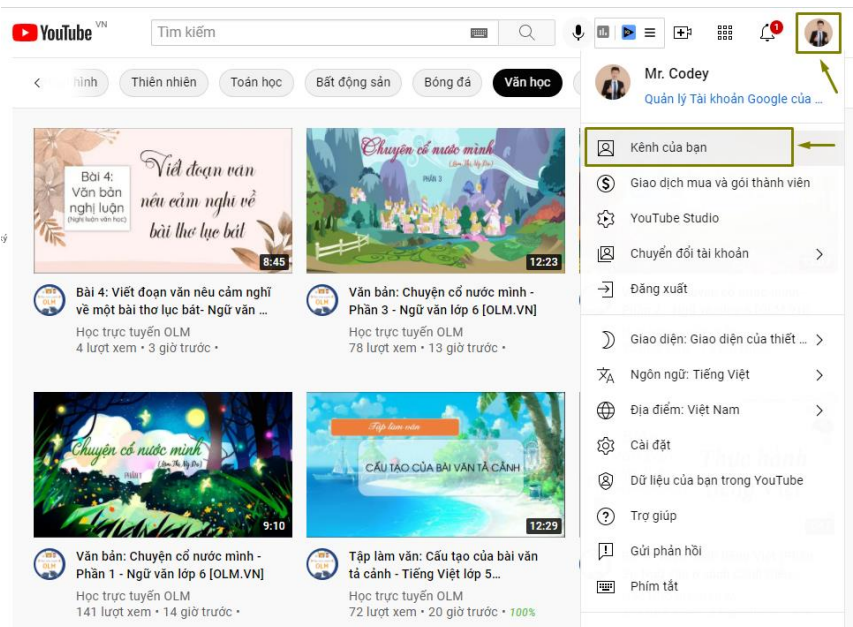 YouTube VN
Tìm kiếm
1
hình
Thiên nhiên
Toán học
Bất động sản
Bóng đá
Văn học
Bài 4:
Văn bản
nghị luận
(Nghị luận văn học)
Viết đoạn văn
nêu cảm nghĩ về
bài thơ lục bát
8:45
Chuyện cổ nước mình
(Lâm Thị Mỹ Dạ)
PHẦN 3
12:23
Bài 4: Viết đoạn văn nêu cảm nghĩ
về một bài thơ lục bát- Ngữ văn ...
Học trực tuyến OLM
4 lượt xem • 3 giờ trước •
Văn bản: Chuyện cổ nước mình -
Phần 3 - Ngữ văn lớp 6 [OLM.VN]
Học trực tuyến OLM
78 lượt xem • 13 giờ trước •
Chuyện cổ nước mình
(Lâm Thị Mỹ Dạ)
PHẦN 1
9:10
Tập làm văn
CẤU TẠO CỦA BÀI VĂN TẢ CẢNH
12:29
Văn bản: Chuyện cổ nước mình -
Phần 1 - Ngữ văn lớp 6 [OLM.VN]
Học trực tuyến OLM
141 lượt xem • 14 giờ trước •
Tập làm văn: Cấu tạo của bài văn
tả cảnh - Tiếng Việt lớp 5...
Học trực tuyến OLM
72 lượt xem • 20 giờ trước • 100%
Mr. Codey
Quản lý Tài khoản Google của ...
Kênh của bạn
Giao dịch mua và gói thành viên
YouTube Studio
Chuyển đổi tài khoản
Đăng xuất
Giao diện: Giao diện của thiết ...
Ngôn ngữ: Tiếng Việt
Địa điểm: Việt Nam
Cài đặt
Dữ liệu của bạn trong YouTube
Trợ giúp
Gửi phản hồi
Phím tắt